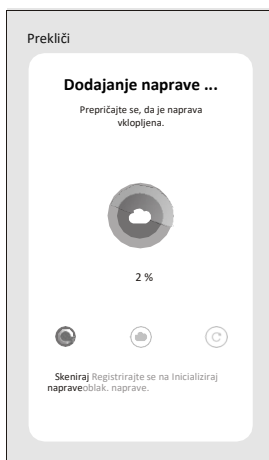 Prekliči
Dodajanje naprave ...
Prepričajte se, da je naprava
vklopljena.
2 %
Skeniraj Registrirajte se na Inicializiraj
napraveoblak. naprave.